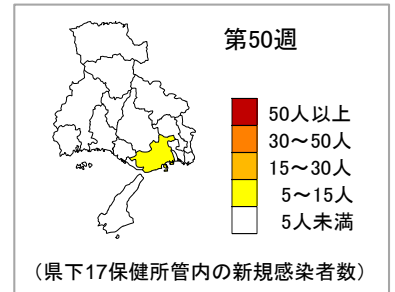 第50週
50人以上
30～50人
15～30人
5～15人
5人未満
（県下17保健所管内の新規感染者数）